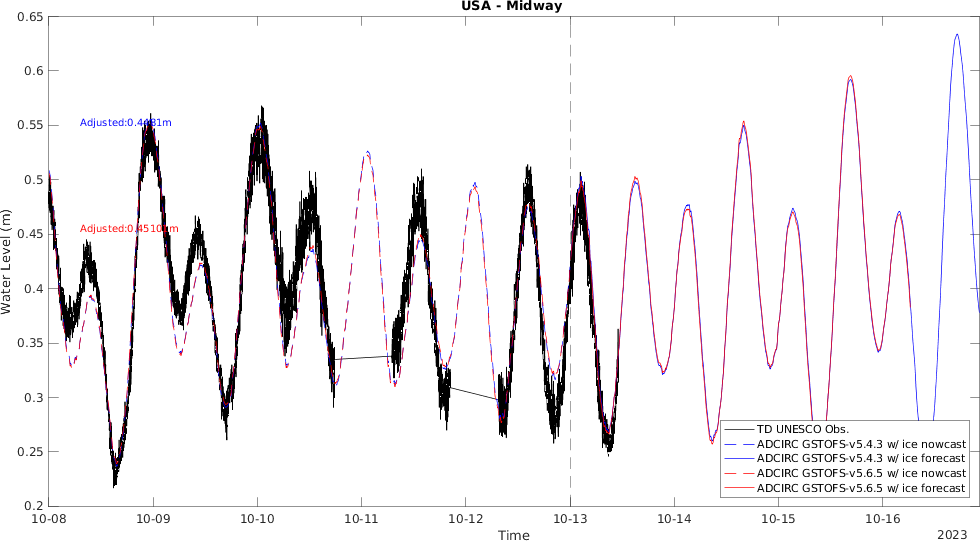 USA - Midway
0.65
0.6
0.55
0.5
0.45
0.4
0.35
0.3
0.25
0.2
Water Level (m)
Adjusted:0.4481m
Adjusted:0.4510m
TD UNESCO Obs.
ADCIRC GSTOFS-v5.4.3 w/ ice nowcast
ADCIRC GSTOFS-v5.4.3 w/ ice forecast
ADCIRC GSTOFS-v5.6.5 w/ ice nowcast
ADCIRC GSTOFS-v5.6.5 w/ ice forecast
10-08 10-09 10-10 10-11 10-12 10-13 10-14 10-15 10-16
Time
2023